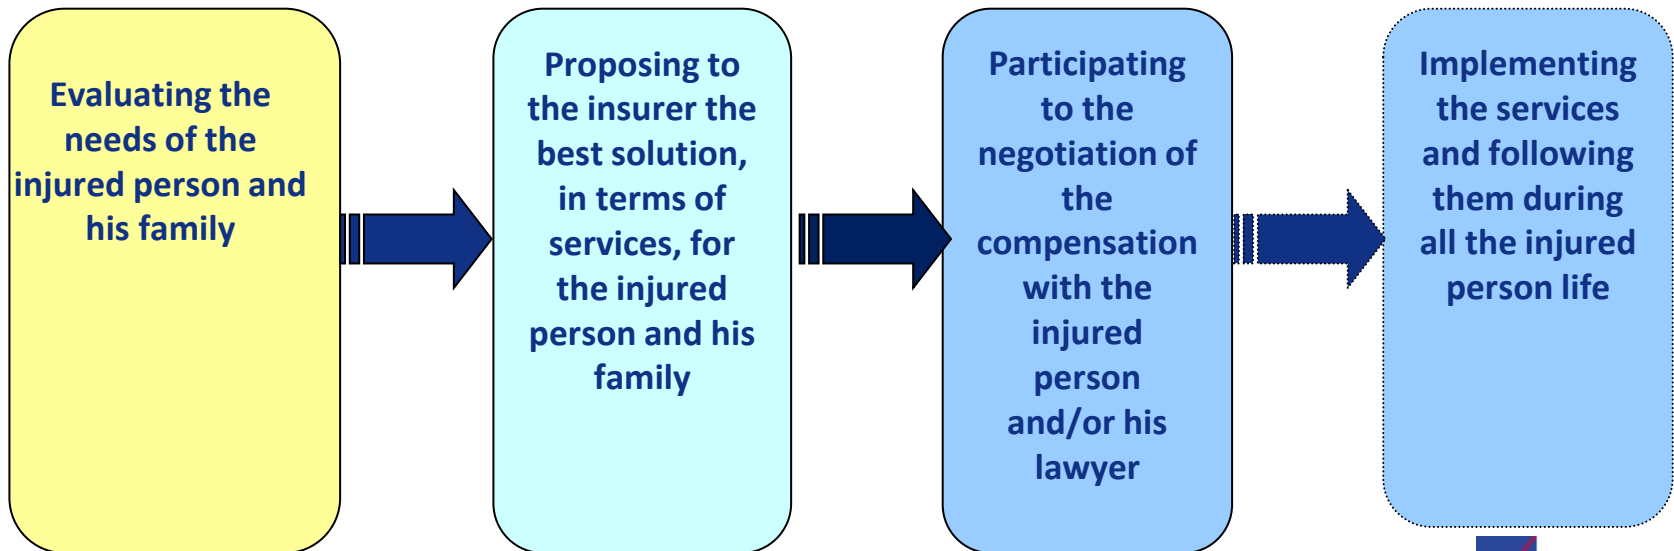 Evaluating the
needs of the
injured person and
his family
Proposing to
the insurer the
best solution,
in terms of
services, for
the injured
person and his
family
Participating
to the
negotiation of
the
compensation
with the
injured
person
and/or his
lawyer
Implementing
the services
and following
them during
all the injured
person life